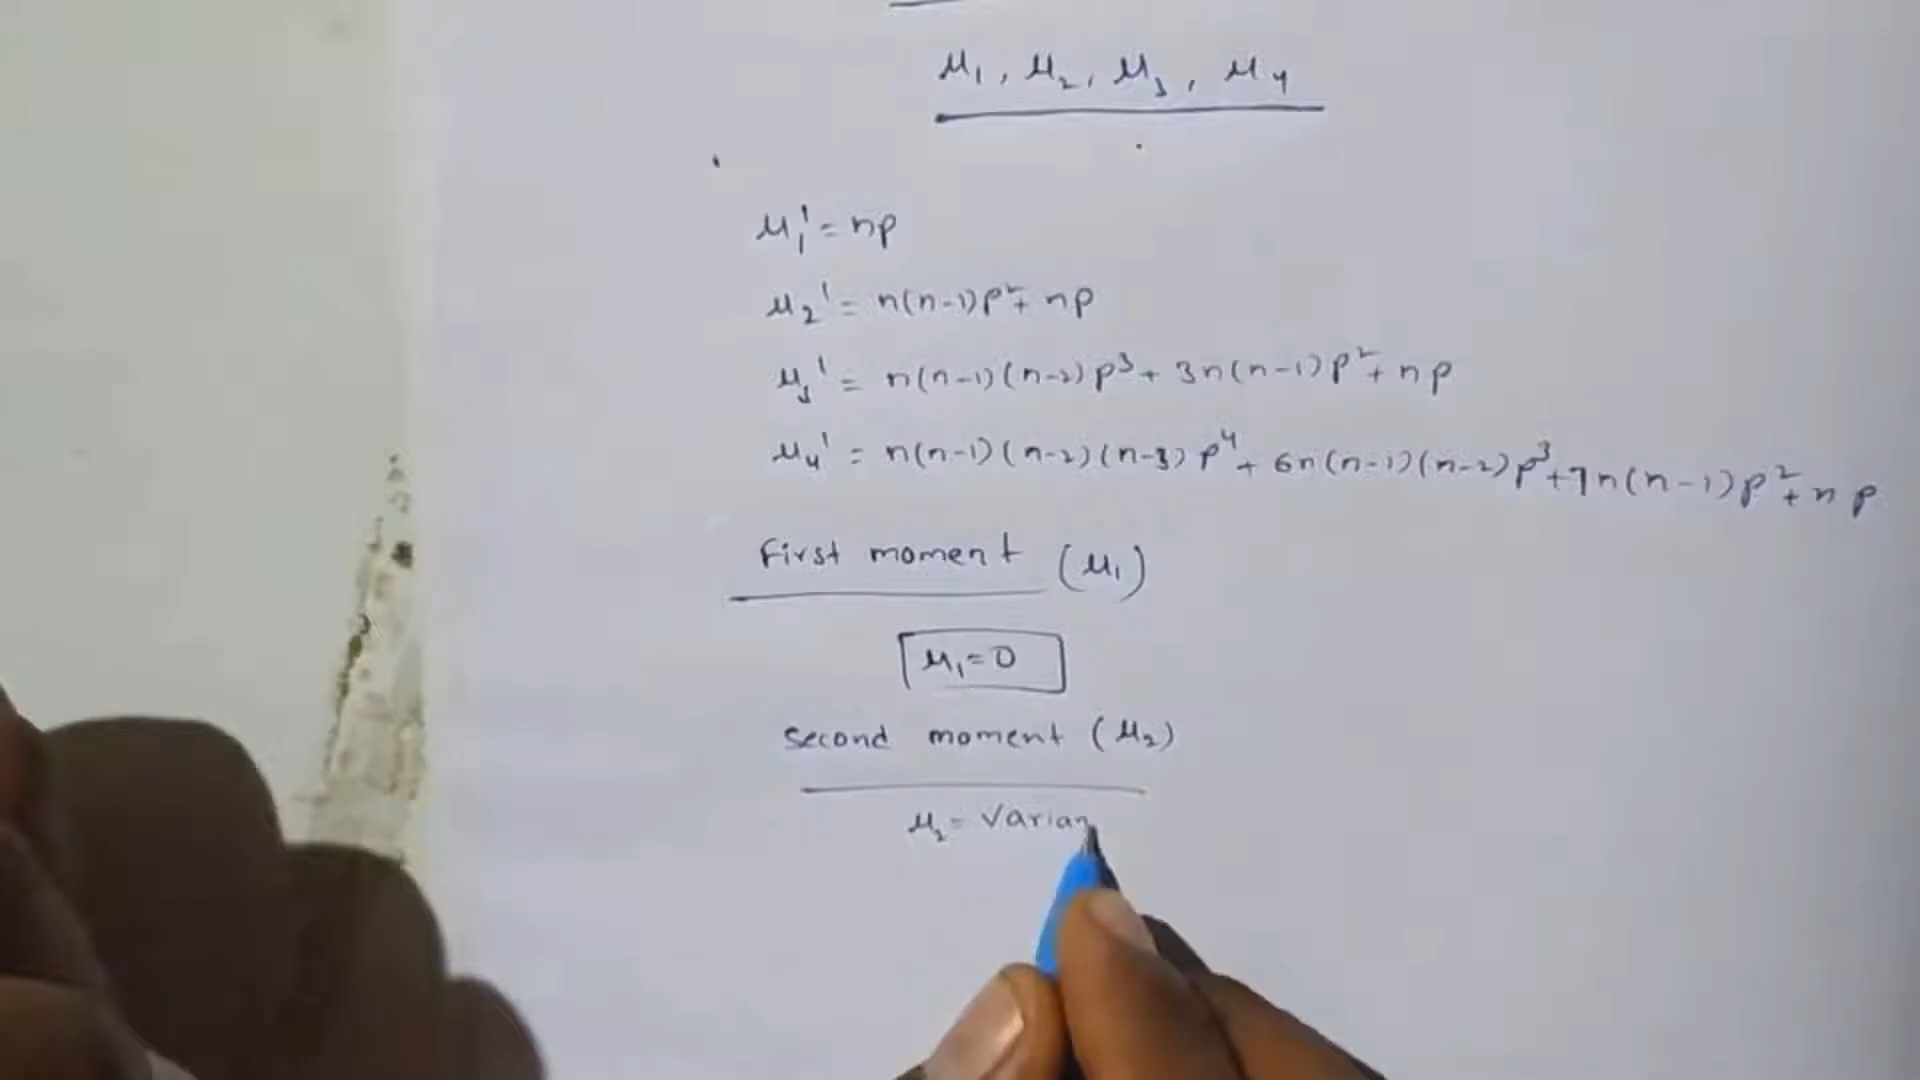 μ₁, μ₂, μ₃, μ₄
μ₁' = np
μ₂' = n(n-1)p² + np
μ₃' = n(n-1)(n-2)p³ + 3n(n-1)p² + np
μ₄' = n(n-1)(n-2)(n-3)p⁴ + 6n(n-1)(n-2)p³ + 7n(n-1)p² + np
First moment (μ₁)
μ₁ = 0
second moment (μ₂)
μ₂ = Varian